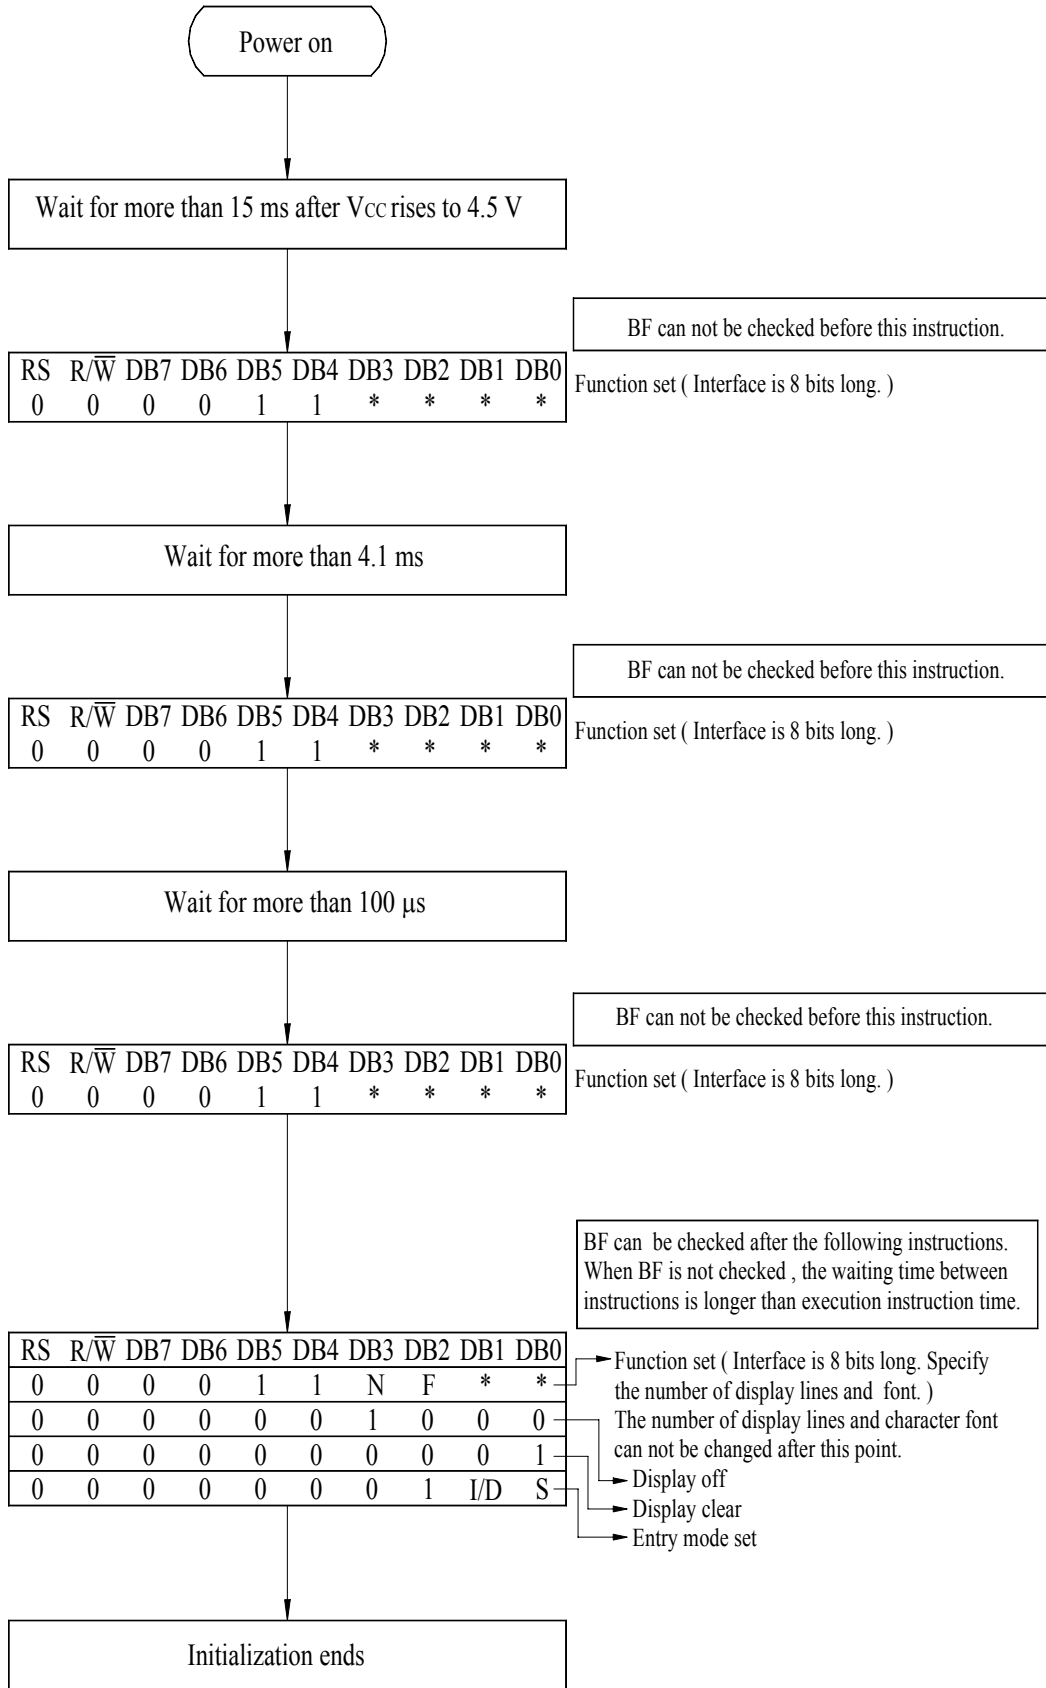 Power on
Wait for more than 15 ms after VCC rises to 4.5 V
BF can not be checked before this instruction.
RS R/W̅ DB7 DB6 DB5 DB4 DB3 DB2 DB1 DB0
0 0 0 0 1 1 * * * *
Function set ( Interface is 8 bits long. )
Wait for more than 4.1 ms
BF can not be checked before this instruction.
RS R/W̅ DB7 DB6 DB5 DB4 DB3 DB2 DB1 DB0
0 0 0 0 1 1 * * * *
Function set ( Interface is 8 bits long. )
Wait for more than 100 µs
BF can not be checked before this instruction.
RS R/W̅ DB7 DB6 DB5 DB4 DB3 DB2 DB1 DB0
0 0 0 0 1 1 * * * *
Function set ( Interface is 8 bits long. )
BF can be checked after the following instructions.
When BF is not checked , the waiting time between
instructions is longer than execution instruction time.
RS R/W̅ DB7 DB6 DB5 DB4 DB3 DB2 DB1 DB0
0 0 0 0 1 1 N F * *
0 0 0 0 0 0 1 0 0 0
0 0 0 0 0 0 0 0 0 1
0 0 0 0 0 0 0 1 I/D S
Function set ( Interface is 8 bits long. Specify
the number of display lines and font. )
The number of display lines and character font
can not be changed after this point.
Display off
Display clear
Entry mode set
Initialization ends